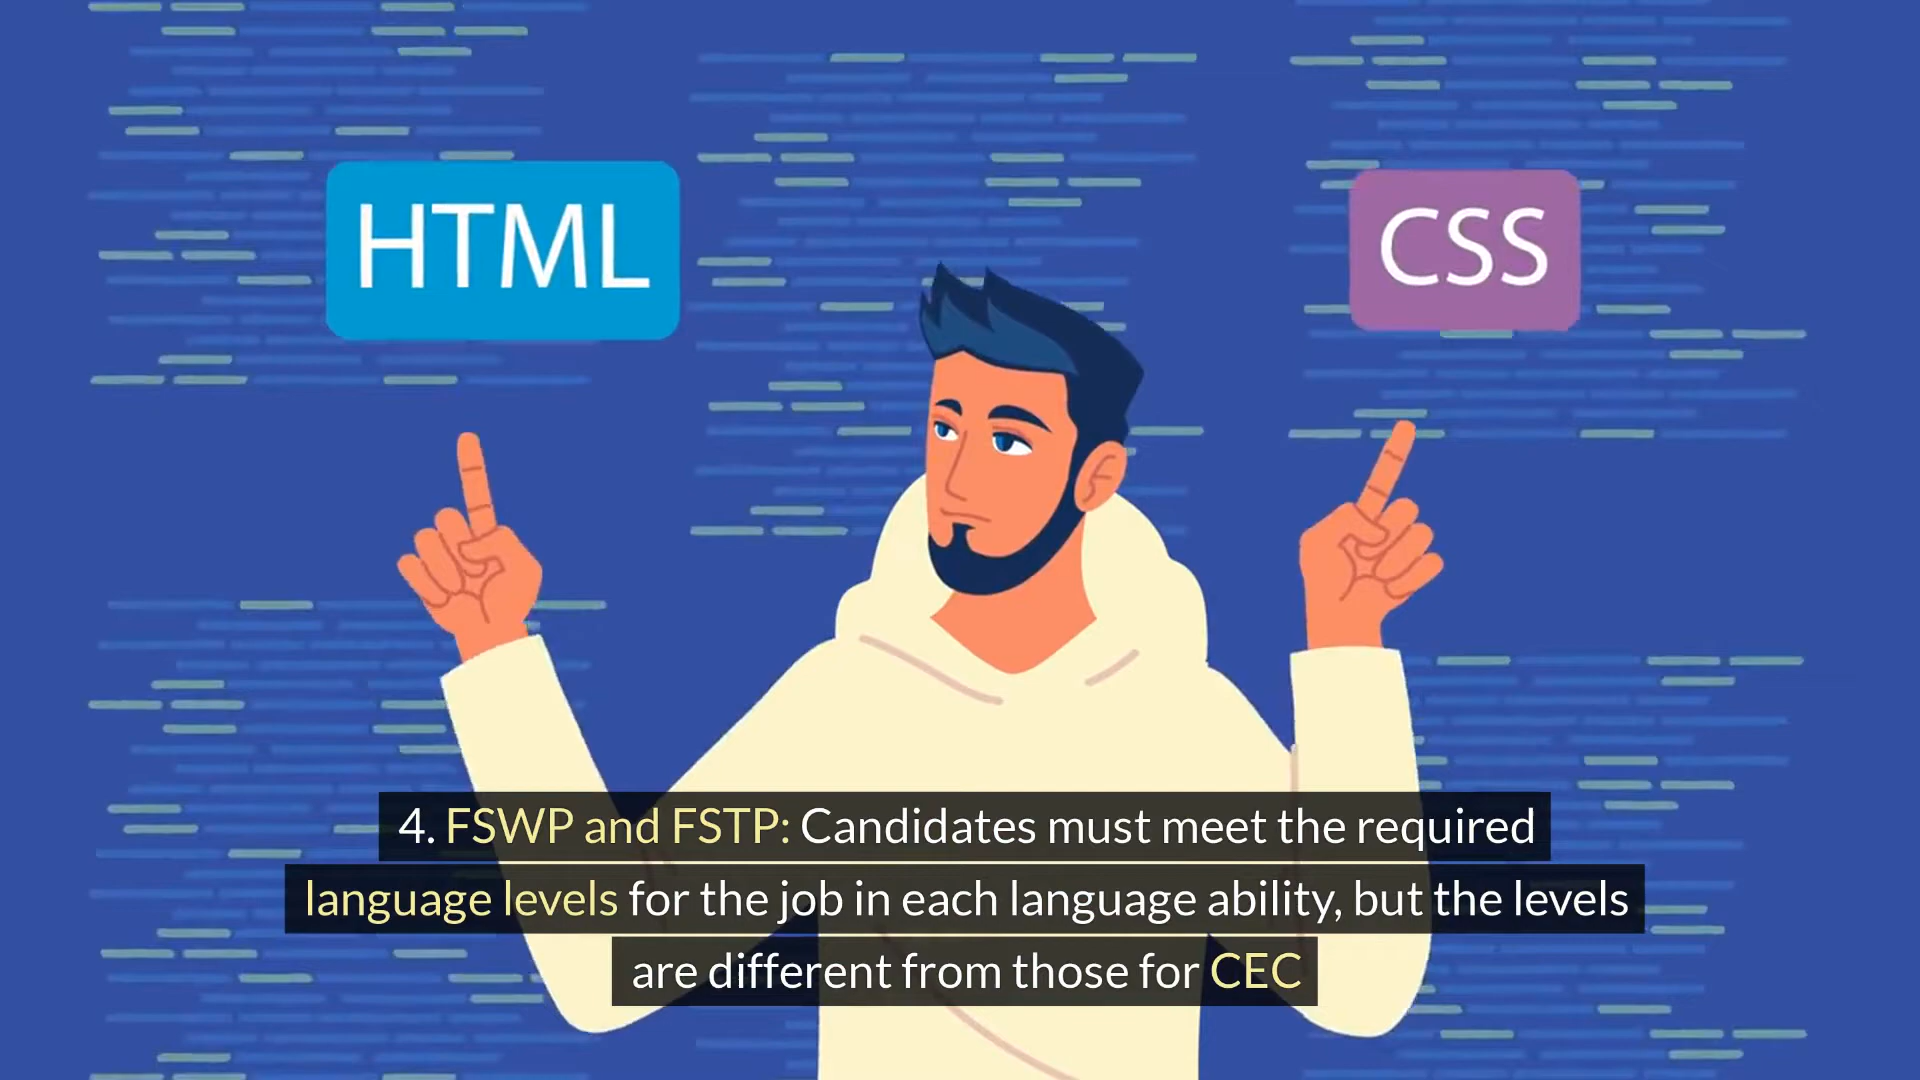 HTML
CSS
4. FSWP and FSTP: Candidates must meet the required
language levels for the job in each language ability, but the levels
are different from those for CEC